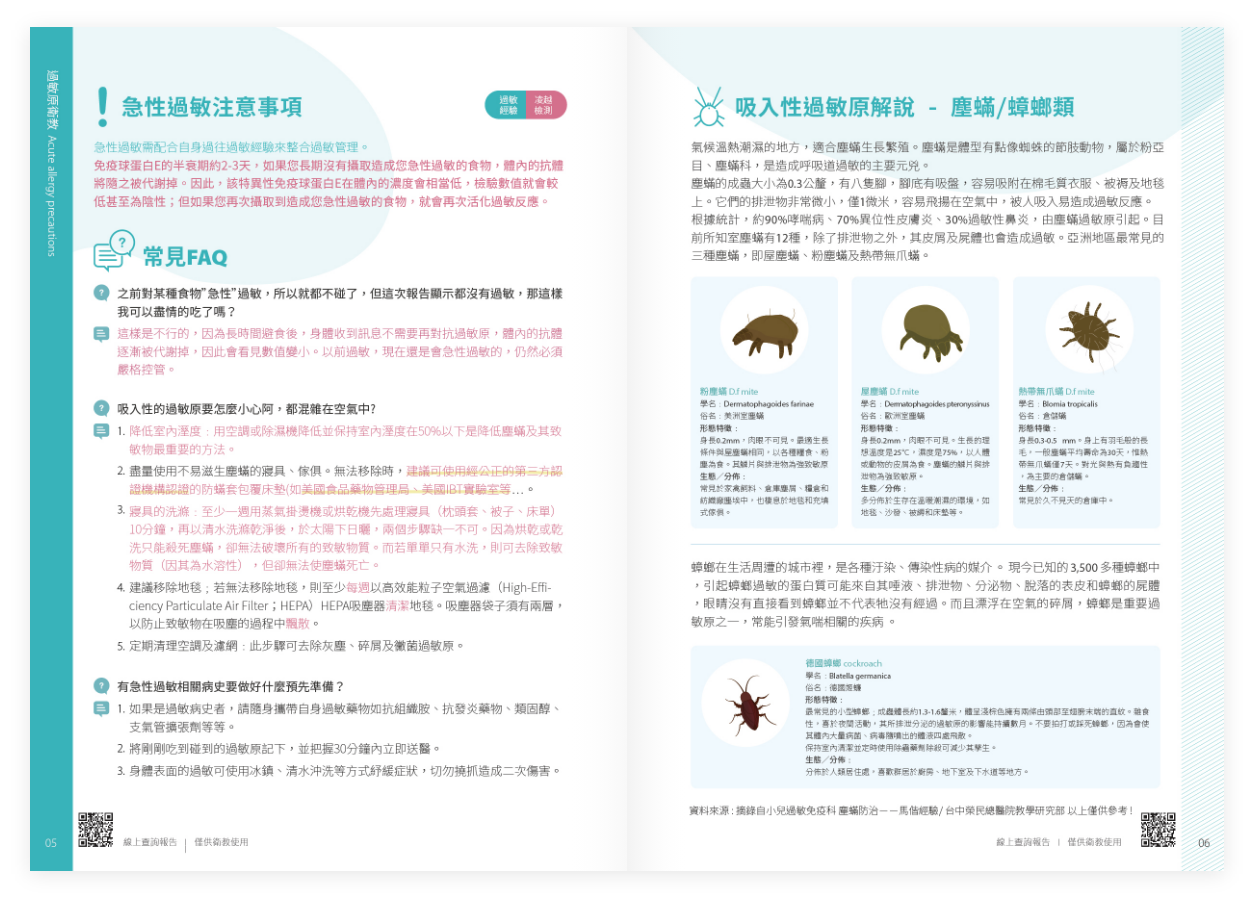 過敏原衛教 Acute allergy precautions
急性過敏注意事項
過敏
經驗
凌越
檢測
急性過敏需配合自身過往過敏經驗來整合過敏管理。
免疫球蛋白E的半衰期約2-3天，如果您長期沒有攝取造成您急性過敏的食物，體內的抗體
將隨之被代謝掉。因此，該特異性免疫球蛋白E在體內的濃度會相當低，檢驗數值就會較
低甚至為陰性；但如果您再次攝取到造成您急性過敏的食物，就會再次活化過敏反應。
常見FAQ
之前對某種食物"急性"過敏，所以就都不碰了，但這次報告顯示都沒有過敏，那這樣
我可以盡情的吃了嗎？
這樣是不行的，因為長時間避食後，身體收到訊息不需要再對抗過敏原，體內的抗體
逐漸被代謝掉，因此會看見數值變小。以前過敏，現在還是會急性過敏的，仍然必須
嚴格控管。
吸入性的過敏原要怎麼小心阿，都混雜在空氣中?
1. 降低室內溼度：用空調或除濕機降低並保持室內溼度在50%以下是降低塵蟎及其致
敏物最重要的方法。
2. 盡量使用不易滋生塵蟎的寢具、傢俱。無法移除時，建議可使用經公正的第三方認
證機構認證的防蟎套包覆床墊(如美國食品藥物管理局、美國IBT實驗室等…。
3. 寢具的洗滌：至少一週用蒸氣掛燙機或烘乾機先處理寢具（枕頭套、被子、床單）
10分鐘，再以清水洗滌乾淨後，於太陽下日曬，兩個步驟缺一不可。因為烘乾或乾
洗只能殺死塵蟎，卻無法破壞所有的致敏物質。而若單單只有水洗，則可去除致敏
物質（因其為水溶性），但卻無法使塵蟎死亡。
4. 建議移除地毯；若無法移除地毯，則至少每週以高效能粒子空氣過濾（High-Effi-
ciency Particulate Air Filter；HEPA）HEPA吸塵器清潔地毯。吸塵器袋子須有兩層，
以防止致敏物在吸塵的過程中飄散。
5. 定期清理空調及濾網：此步驟可去除灰塵、碎屑及黴菌過敏原。
有急性過敏相關病史要做好什麼預先準備？
1. 如果是過敏病史者，請隨身攜帶自身過敏藥物如抗組織胺、抗發炎藥物、類固醇、
支氣管擴張劑等等。
2. 將剛剛吃到碰到的過敏原記下，並把握30分鐘內立即送醫。
3. 身體表面的過敏可使用冰鎮、清水沖洗等方式紓緩症狀，切勿撓抓造成二次傷害。
05
線上查詢報告 | 僅供衛教使用
吸入性過敏原解說 - 塵蟎/蟑螂類
氣候溫熱潮濕的地方，適合塵蟎生長繁殖。塵蟎是體型有點像蜘蛛的節肢動物，屬於粉亞
目、塵蟎科，是造成呼吸道過敏的主要元兇。
塵蟎的成蟲大小為0.3公釐，有八隻腳，腳底有吸盤，容易吸附在棉毛質衣服、被褥及地毯
上。它們的排泄物非常微小，僅1微米，容易飛揚在空氣中，被人吸入易造成過敏反應。
根據統計，約90%哮喘病、70%異位性皮膚炎、30%過敏性鼻炎，由塵蟎過敏原引起。目
前所知室塵蟎有12種，除了排泄物之外，其皮屑及屍體也會造成過敏。亞洲地區最常見的
三種塵蟎，即屋塵蟎、粉塵蟎及熱帶無爪蟎。
粉塵蟎 D.f mite
學名：Dermatophagoides farinae
俗名：美洲室塵蟎
形態特徵：
身長0.2mm，肉眼不可見。最適生長
條件與屋塵蟎相同，以各種糧食、粉
塵為食。其鱗片與排泄物為強致敏原
生態／分佈：
常見於家禽飼料、倉庫塵屑、糧倉和
紡織廠塵埃中，也棲息於地毯和充填
式傢俱。
屋塵蟎 D.f mite
學名：Dermatophagoides pteronyssinus
俗名：歐洲室塵蟎
形態特徵：
身長0.2mm，肉眼不可見。生長的理
想溫度是25℃，濕度是75%，以人體
或動物的皮屑為食。塵蟎的鱗片與排
泄物為強致敏原。
生態／分佈：
多分佈於生存在溫暖潮濕的環境，如
地毯、沙發、被褥和床墊等。
熱帶無爪蟎 D.f mite
學名：Blomia tropicalis
俗名：倉儲蟎
形態特徵：
身長0.3-0.5 mm。身上有羽毛般的長
毛，一般塵蟎平均壽命為30天，惟熱
帶無爪蟎僅7天。對光與熱有負趨性
，為主要的倉儲蟎。
生態／分佈：
常見於久不見天的倉庫中。
蟑螂在生活周遭的城市裡，是各種汙染、傳染性病的媒介 。 現今已知的 3,500 多種蟑螂中
，引起蟑螂過敏的蛋白質可能來自其唾液、排泄物、分泌物、脫落的表皮和蟑螂的屍體
，眼睛沒有直接看到蟑螂並不代表牠沒有經過。而且漂浮在空氣的碎屑，蟑螂是重要過
敏原之一，常能引發氣喘相關的疾病 。
德國蟑螂 cockroach
學名：Blatella germanica
俗名：德國蜚蠊
形態特徵：
最常見的小型蟑螂；成蟲體長約1.3-1.6釐米，體呈淺棕色擁有兩條由頭部至翅膀末端的直紋。雜食
性，喜於夜間活動，其所排泄分泌的過敏原的影響能持續數月。不要拍打或踩死蟑螂，因為會使
其體內大量病菌、病毒隨噴出的體液四處飛散。
保持室內清潔並定時使用除蟲藥劑除殺可減少其孳生。
生態／分佈：
分佈於人類居住處，喜歡群居於廚房、地下室及下水道等地方。
資料來源 : 摘錄自小兒過敏免疫科 塵蟎防治－－馬偕經驗/ 台中榮民總醫院教學研究部 以上僅供參考 !
線上查詢報告 | 僅供衛教使用
06